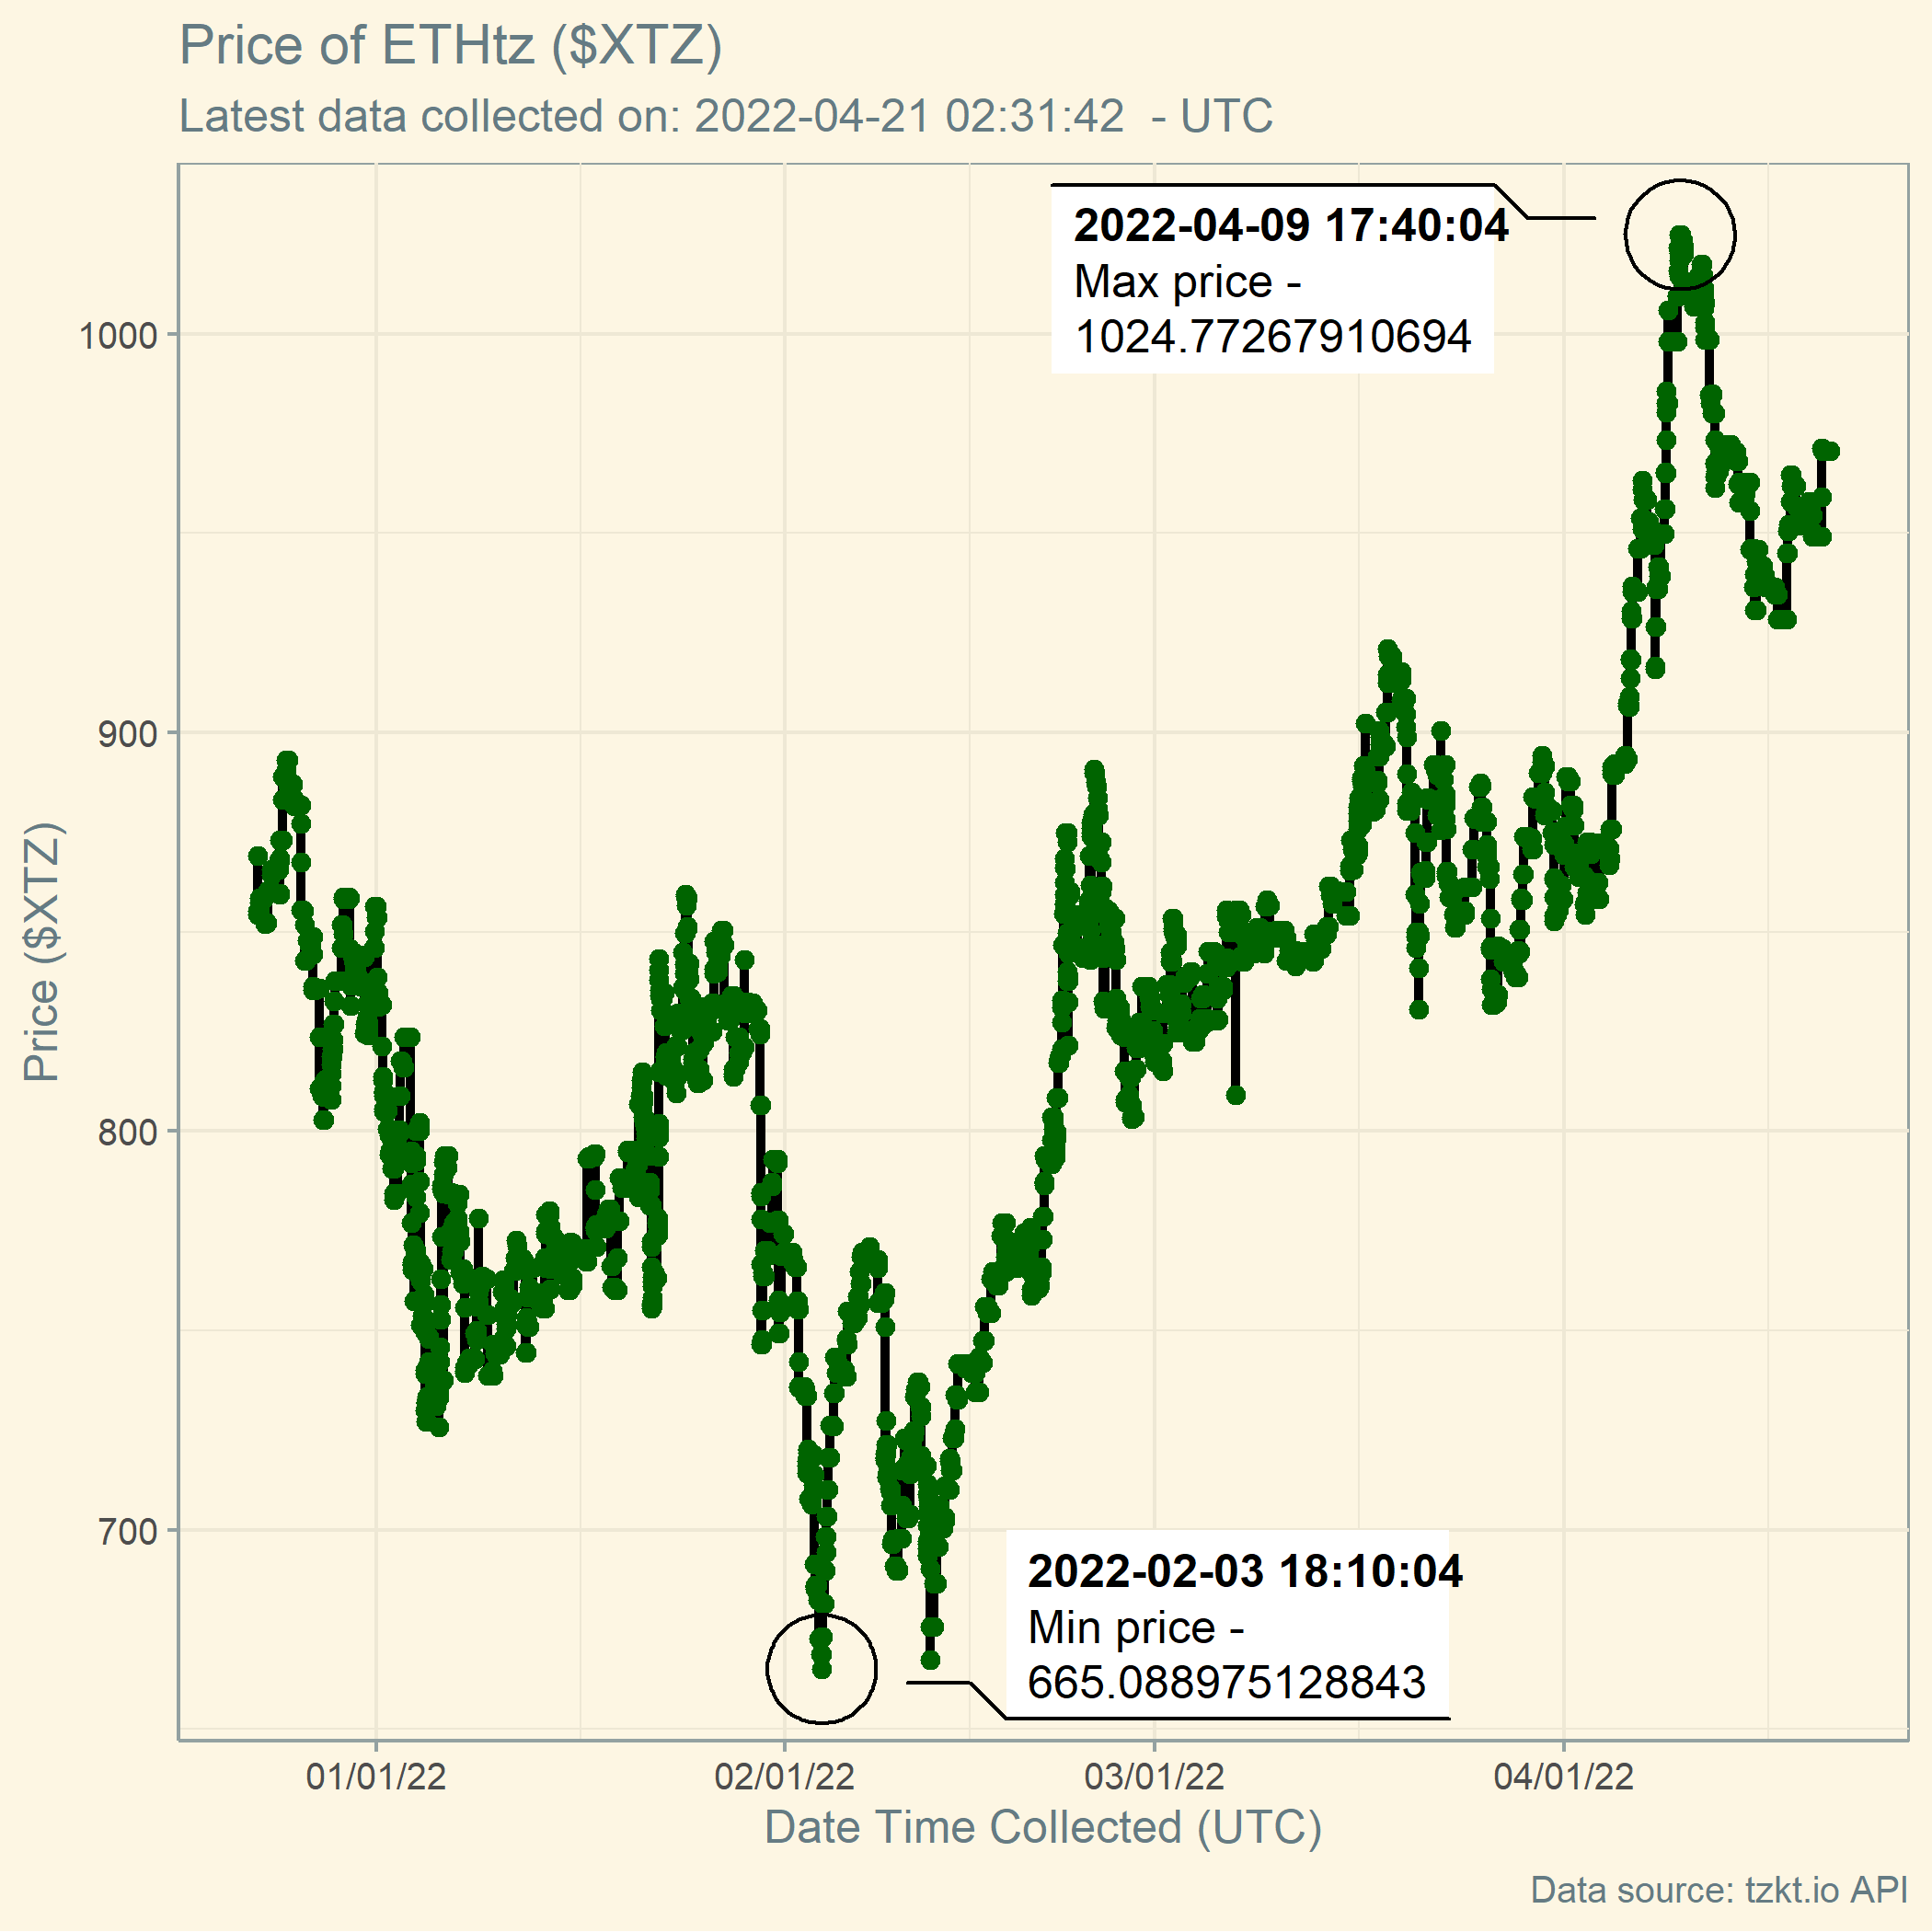 Price of ETHtz ($XTZ)
Latest data collected on: 2022-04-21 02:31:42  - UTC
2022-04-09 17:40:04
Max price -
1024.77267910694
1000
900
800
700
Price ($XTZ)
2022-02-03 18:10:04
Min price -
665.088975128843
01/01/22
02/01/22
03/01/22
04/01/22
Date Time Collected (UTC)
Data source: tzkt.io API